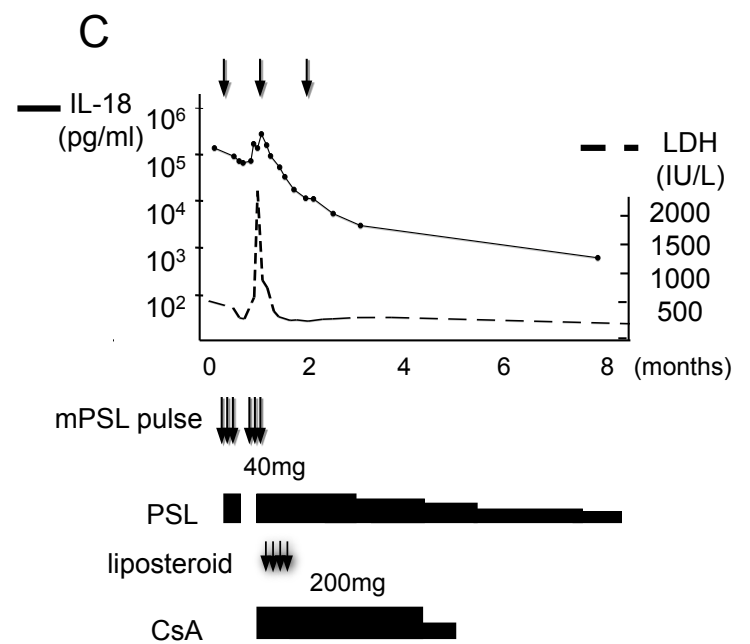 C
IL-18
(pg/ml)
10^6
10^5
10^4
10^3
10^2
LDH
(IU/L)
2000
1500
1000
500
0 2 4 6 8 (months)
mPSL pulse
40mg
PSL
liposteroid
200mg
CsA